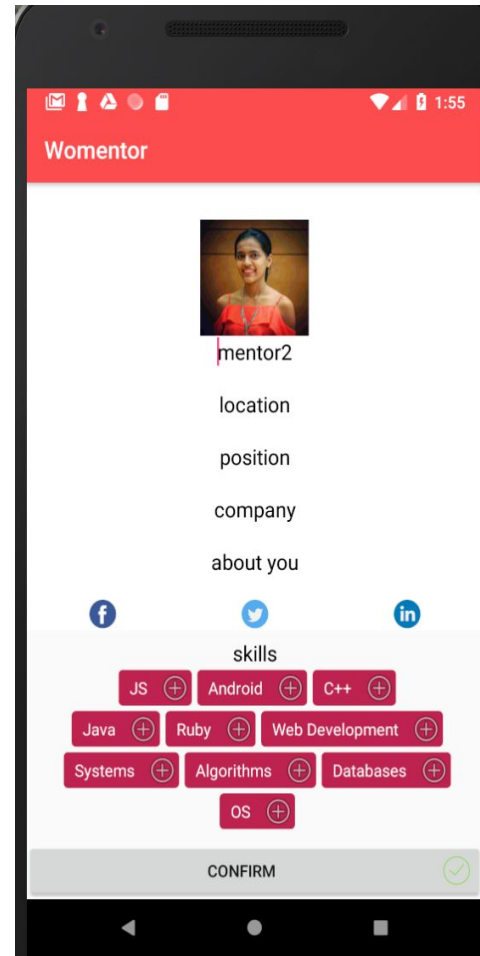 1:55
Womentor
mentor2
location
position
company
about you
f in
skills
JS Android C++
Java Ruby Web Development
Systems Algorithms Databases
OS
CONFIRM